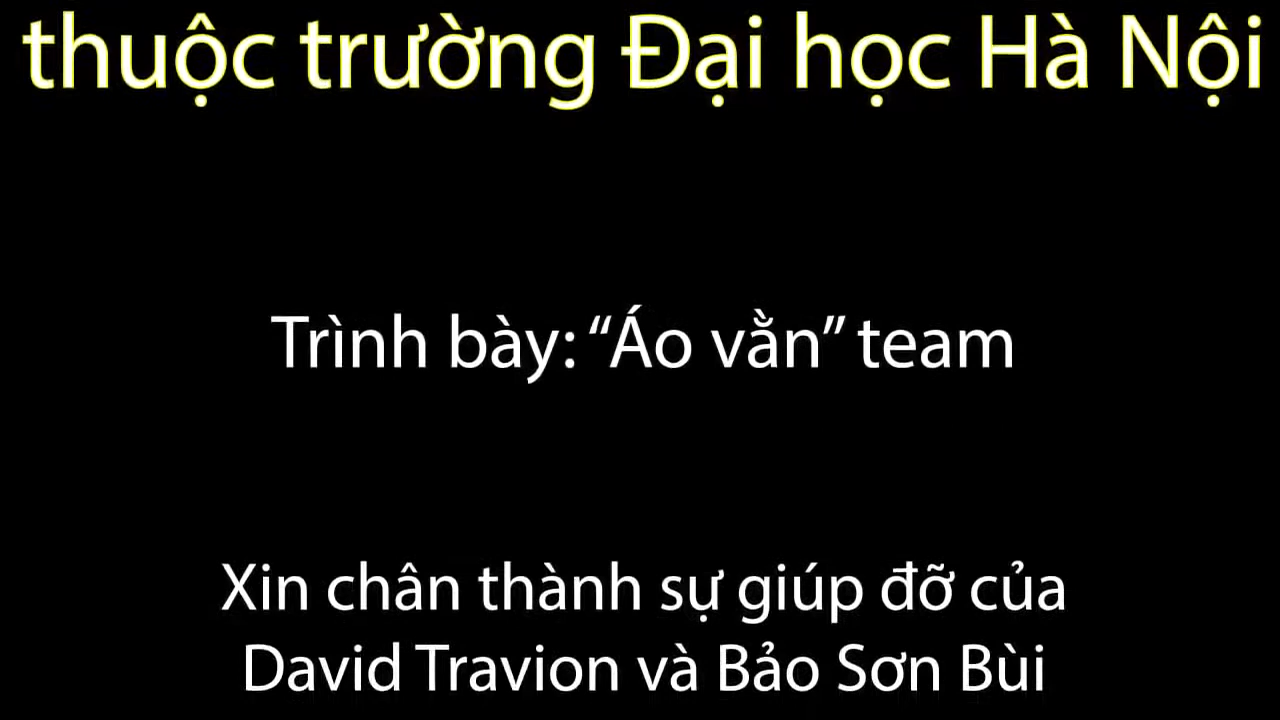 thuộc trường Đại học Hà Nội
Trình bày: “Áo vằn” team
Xin chân thành sự giúp đỡ của
David Travion và Bảo Sơn Bùi